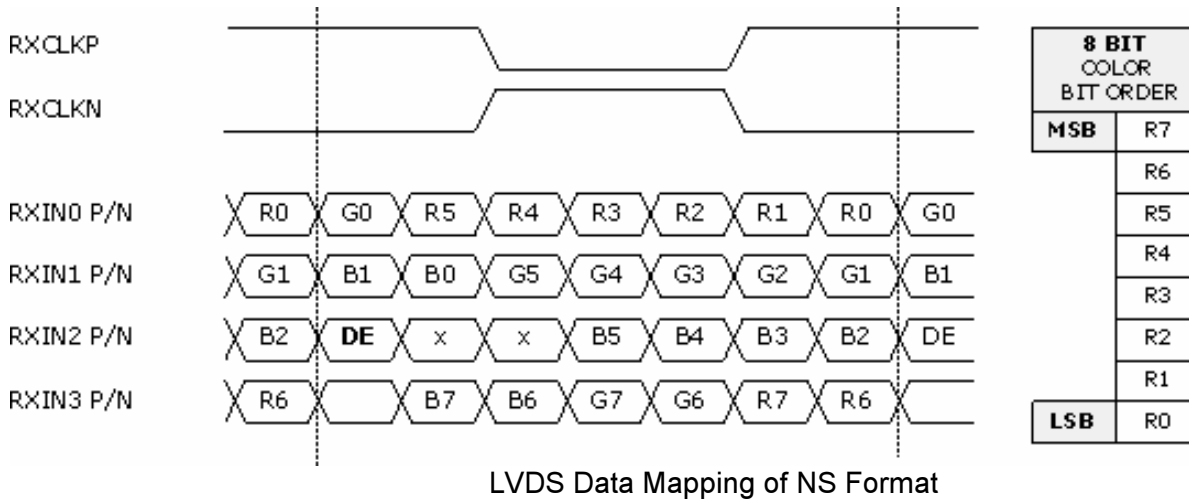 RXCLKP
RXCLKN
RXIN0 P/N R0 G0 R5 R4 R3 R2 R1 R0 G0
RXIN1 P/N G1 B1 B0 G5 G4 G3 G2 G1 B1
RXIN2 P/N B2 DE x x B5 B4 B3 B2 DE
RXIN3 P/N R6 B7 B6 G7 G6 R7 R6
8 BIT
COLOR
BIT ORDER
MSB R7
R6
R5
R4
R3
R2
R1
LSB R0
LVDS Data Mapping of NS Format